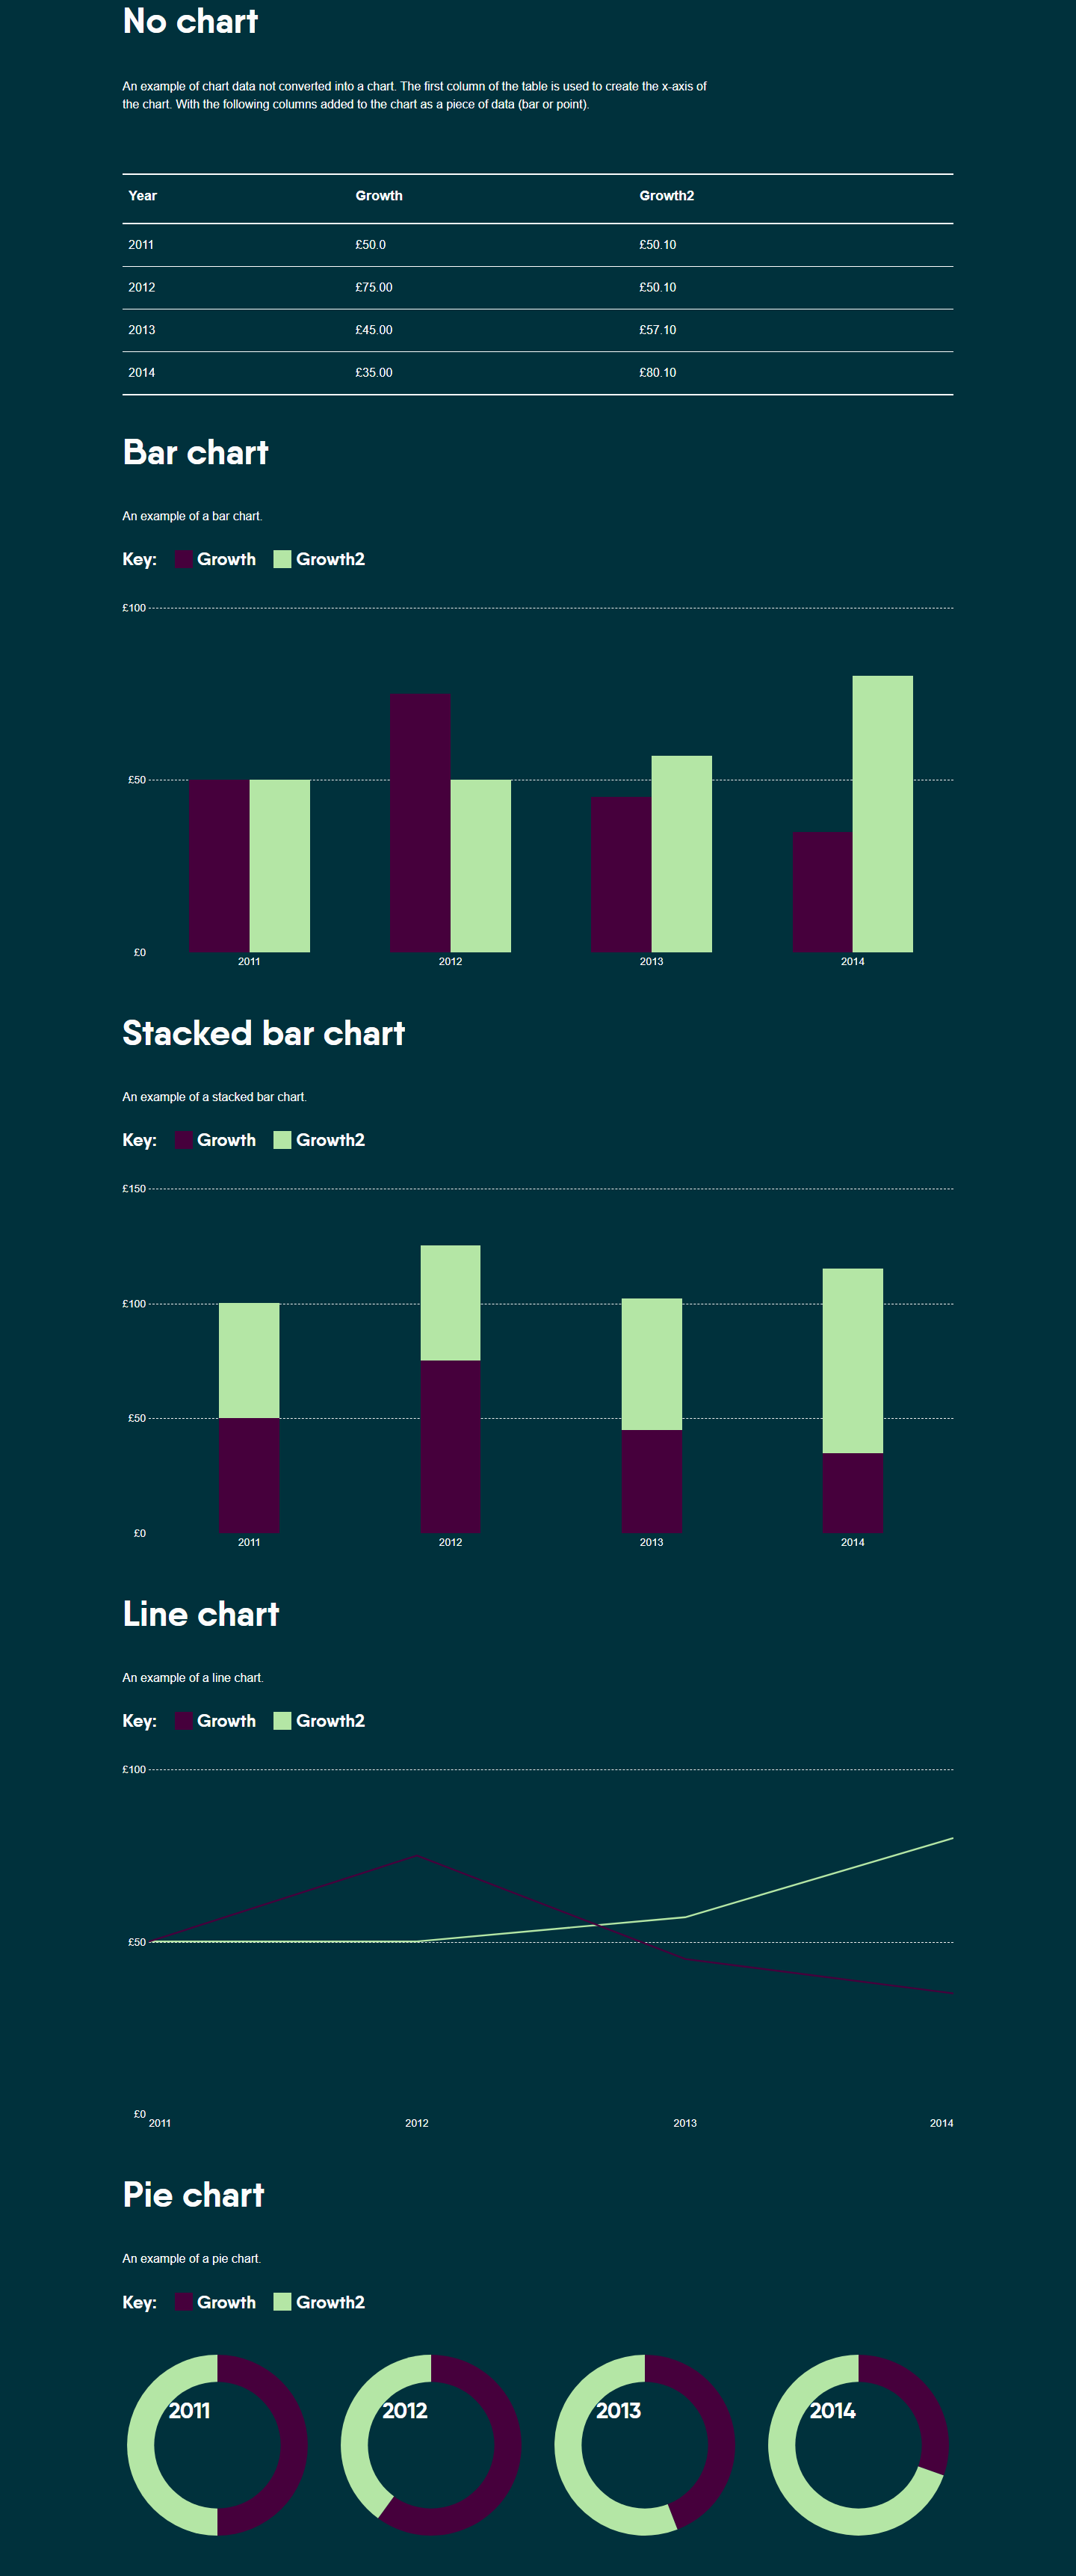 No chart
An example of chart data not converted into a chart. The first column of the table is used to create the x-axis of
the chart. With the following columns added to the chart as a piece of data (bar or point).
Year Growth Growth2
2011 £50.0 £50.10
2012 £75.00 £50.10
2013 £45.00 £57.10
2014 £35.00 £80.10
Bar chart
An example of a bar chart.
Key: Growth Growth2
£100
£50
£0
2011 2012 2013 2014
Stacked bar chart
An example of a stacked bar chart.
Key: Growth Growth2
£150
£100
£50
£0
2011 2012 2013 2014
Line chart
An example of a line chart.
Key: Growth Growth2
£100
£50
£0
2011 2012 2013 2014
Pie chart
An example of a pie chart.
Key: Growth Growth2
2011 2012 2013 2014